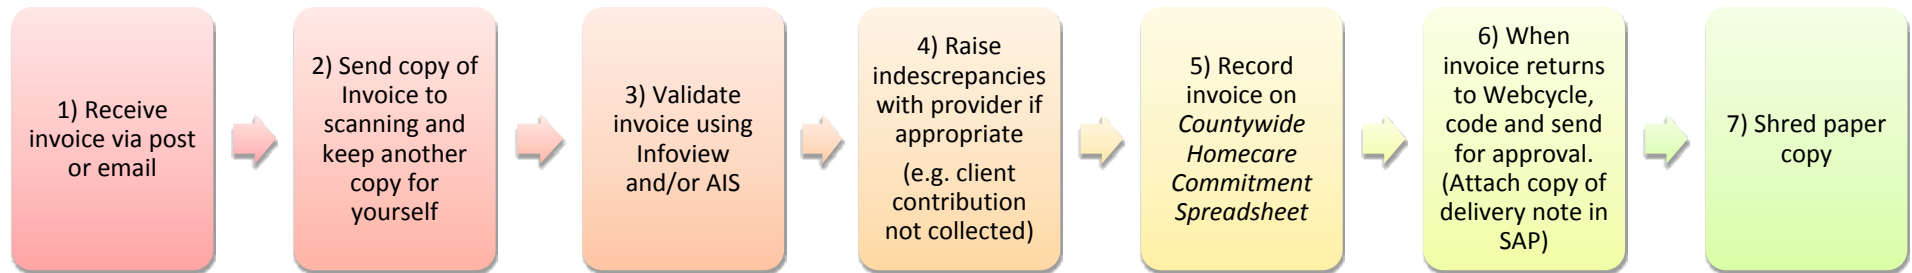 1) Receive
invoice via post
or email
2) Send copy of
Invoice to
scanning and
keep another
copy for
yourself
3) Validate
invoice using
Infoview
and/or AIS
4) Raise
indescrepancies
with provider if
appropriate
(e.g. client
contribution
not collected)
5) Record
invoice on
Countywide
Homecare
Commitment
Spreadsheet
6) When
invoice returns
to Webcycle,
code and send
for approval.
(Attach copy of
delivery note in
SAP)
7) Shred paper
copy